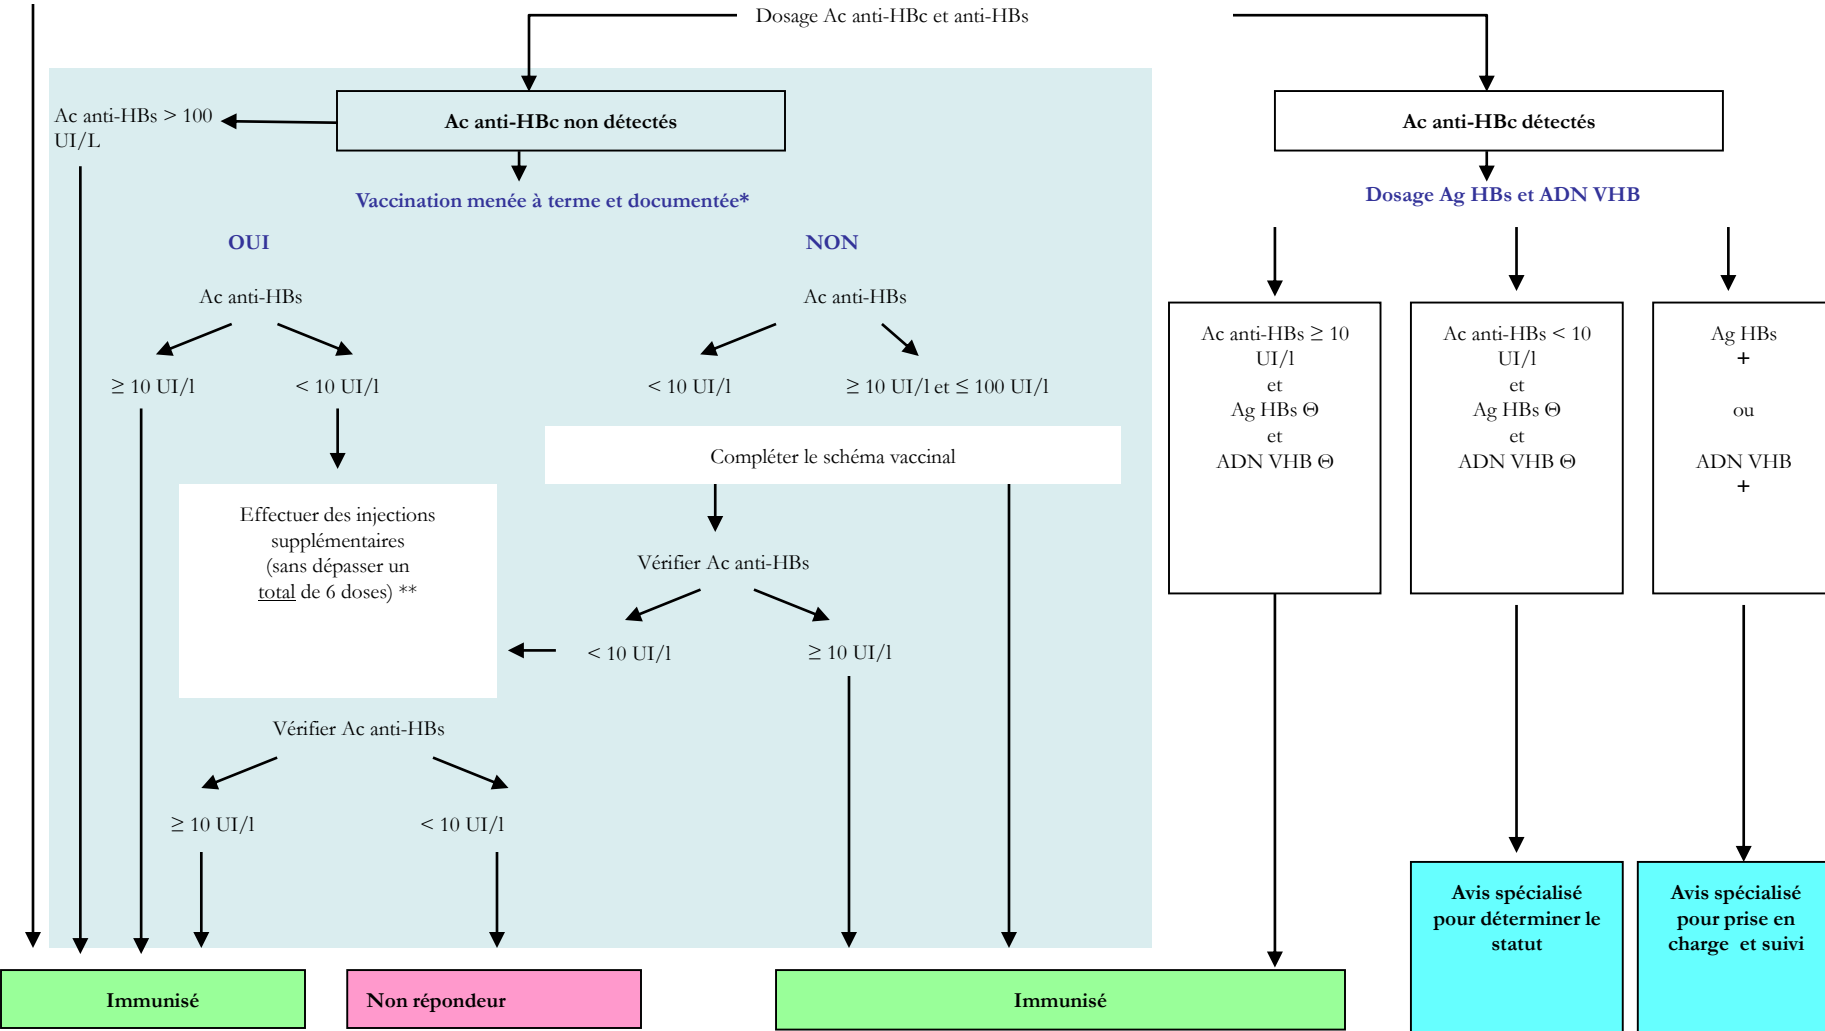 Dosage Ac anti-HBc et anti-HBs
Ac anti-HBs > 100
UI/L
Ac anti-HBc non détectés
Ac anti-HBc détectés
Vaccination menée à terme et documentée*
Dosage Ag HBs et ADN VHB
OUI
NON
Ac anti-HBs
Ac anti-HBs
≥ 10 UI/l
< 10 UI/l
< 10 UI/l
≥ 10 UI/l et ≤ 100 UI/l
Ac anti-HBs ≥ 10
UI/l
et
Ag HBs Θ
et
ADN VHB Θ
Ac anti-HBs < 10
UI/l
et
Ag HBs Θ
et
ADN VHB Θ
Ag HBs
+
ou
ADN VHB
+
Compléter le schéma vaccinal
Effectuer des injections
supplémentaires
(sans dépasser un
total de 6 doses) **
Vérifier Ac anti-HBs
< 10 UI/l
≥ 10 UI/l
Vérifier Ac anti-HBs
≥ 10 UI/l
< 10 UI/l
Avis spécialisé
pour déterminer le
statut
Avis spécialisé
pour prise en
charge et suivi
Immunisé
Non répondeur
Immunisé